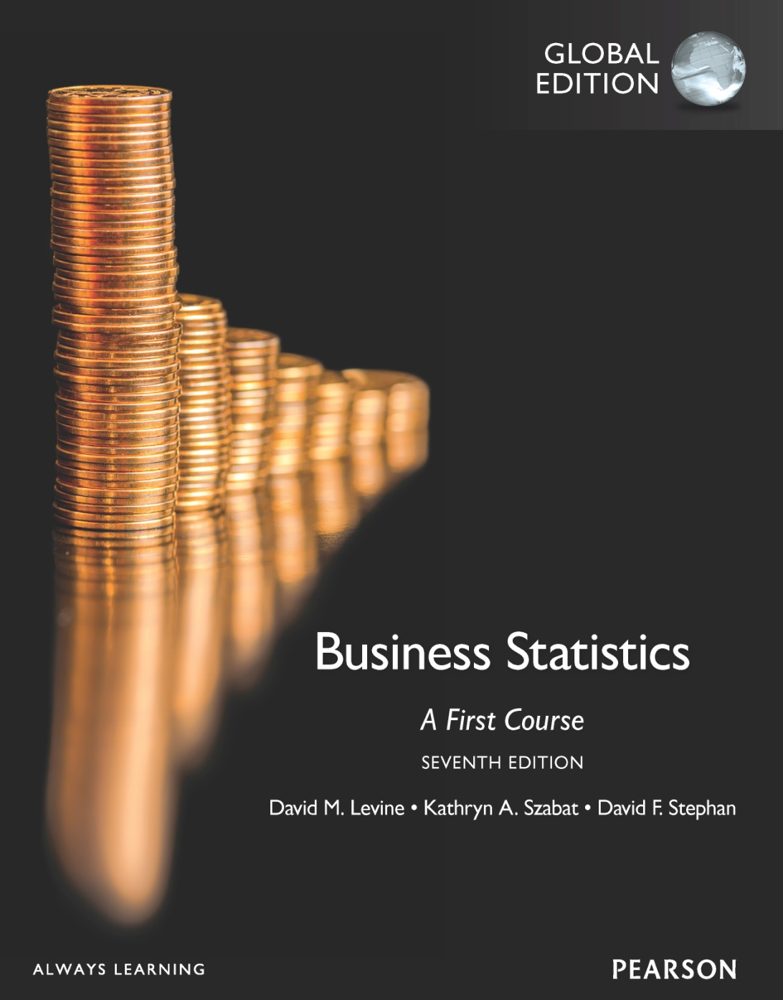 GLOBAL
EDITION
Business Statistics
A First Course
SEVENTH EDITION
David M. Levine • Kathryn A. Szabat • David F. Stephan
ALWAYS LEARNING
PEARSON